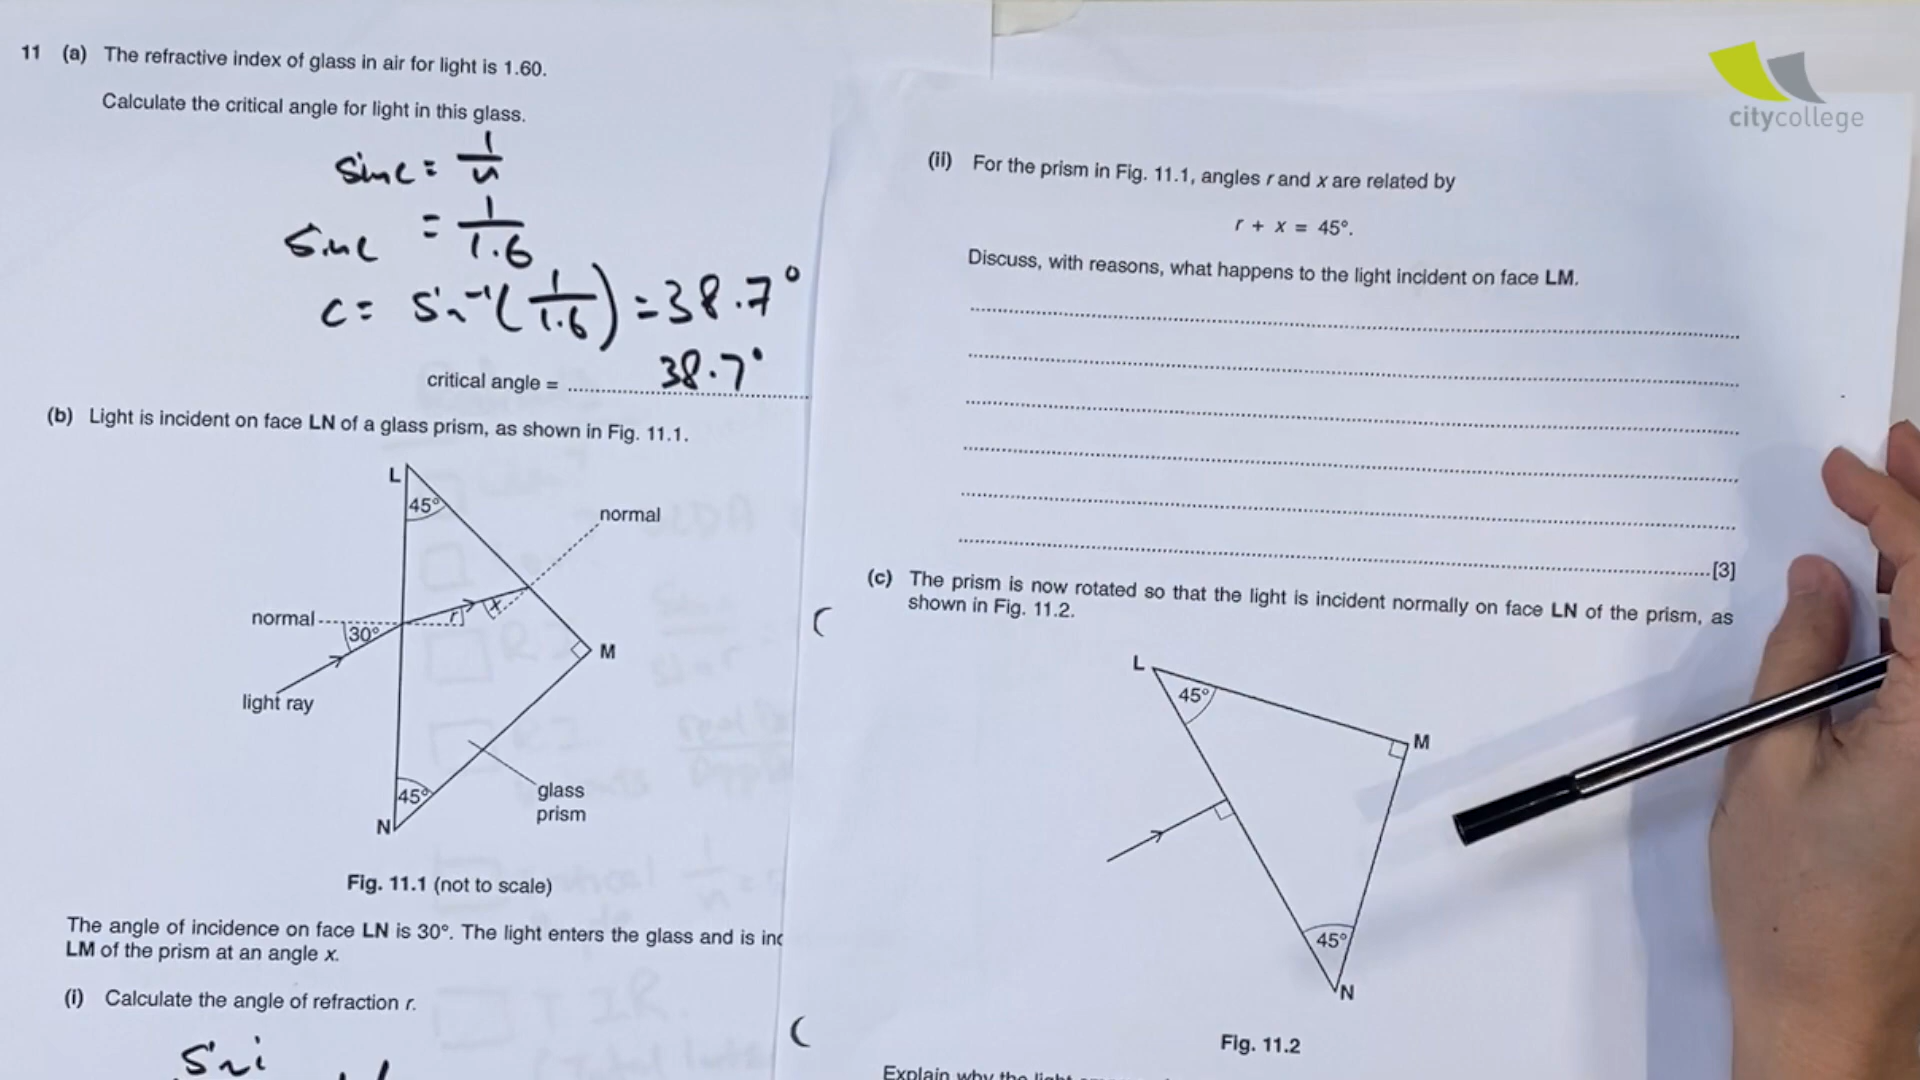 11 (a) The refractive index of glass in air for light is 1.60.
Calculate the critical angle for light in this glass.
sin c = 1/n
sin c = 1/1.6
c = sin⁻¹(1/1.6) = 38.7°
38.7°
critical angle = ..........
(b) Light is incident on face LN of a glass prism, as shown in Fig. 11.1.
L
45°
normal
normal
30°
r
x
M
light ray
45°
glass
prism
N
Fig. 11.1 (not to scale)
The angle of incidence on face LN is 30°. The light enters the glass and is
LM of the prism at an angle x.
(i) Calculate the angle of refraction r.
citycollege
(ii) For the prism in Fig. 11.1, angles r and x are related by
r + x = 45°.
Discuss, with reasons, what happens to the light incident on face LM.
[3]
(c) The prism is now rotated so that the light is incident normally on face LN of the prism, as
shown in Fig. 11.2.
L
45°
M
45°
N
Fig. 11.2
Explain why the light